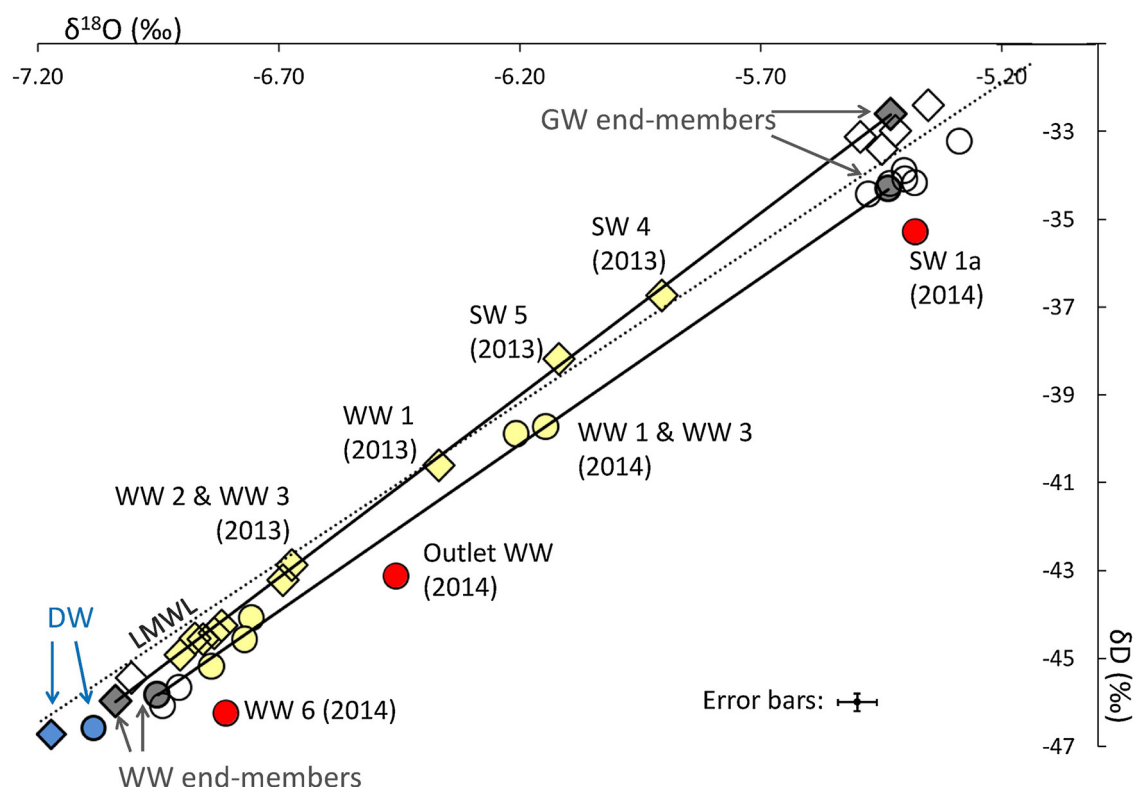 δ¹⁸O (‰)
-7.20 -6.70 -6.20 -5.70 -5.20
GW end-members
-33
SW 4
(2013)
-35
SW 1a
(2014)
SW 5
(2013)
-37
-39
WW 1
(2013)
WW 1 & WW 3
(2014)
-41
WW 2 & WW 3
(2013)
Outlet WW
(2014)
-43
DW
LMWL
-45
δD (‰)
Error bars:
WW 6 (2014)
-47
WW end-members